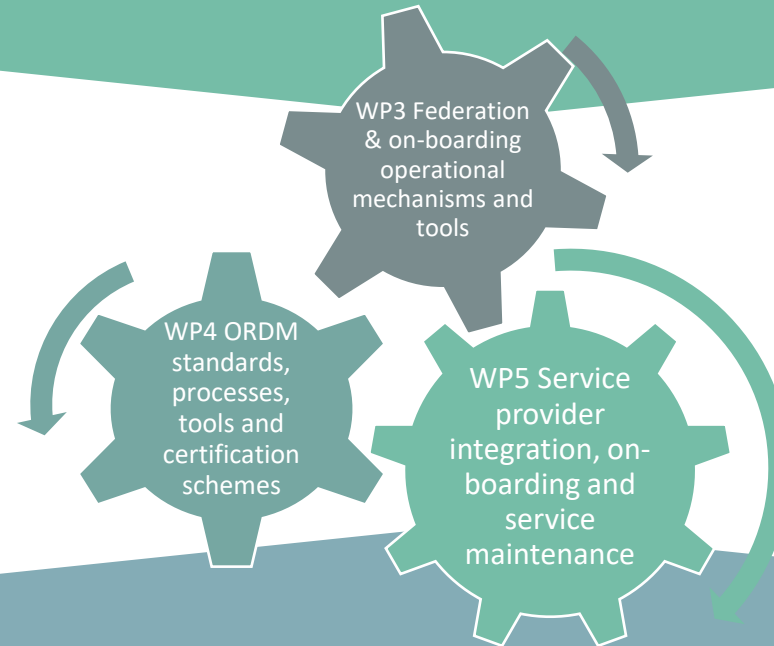 WP3 Federation
& on-boarding
operational
mechanisms and
tools
WP4 ORDM
standards,
processes,
tools and
certification
schemes
WP5 Service
provider
integration, on-
boarding and
service
maintenance